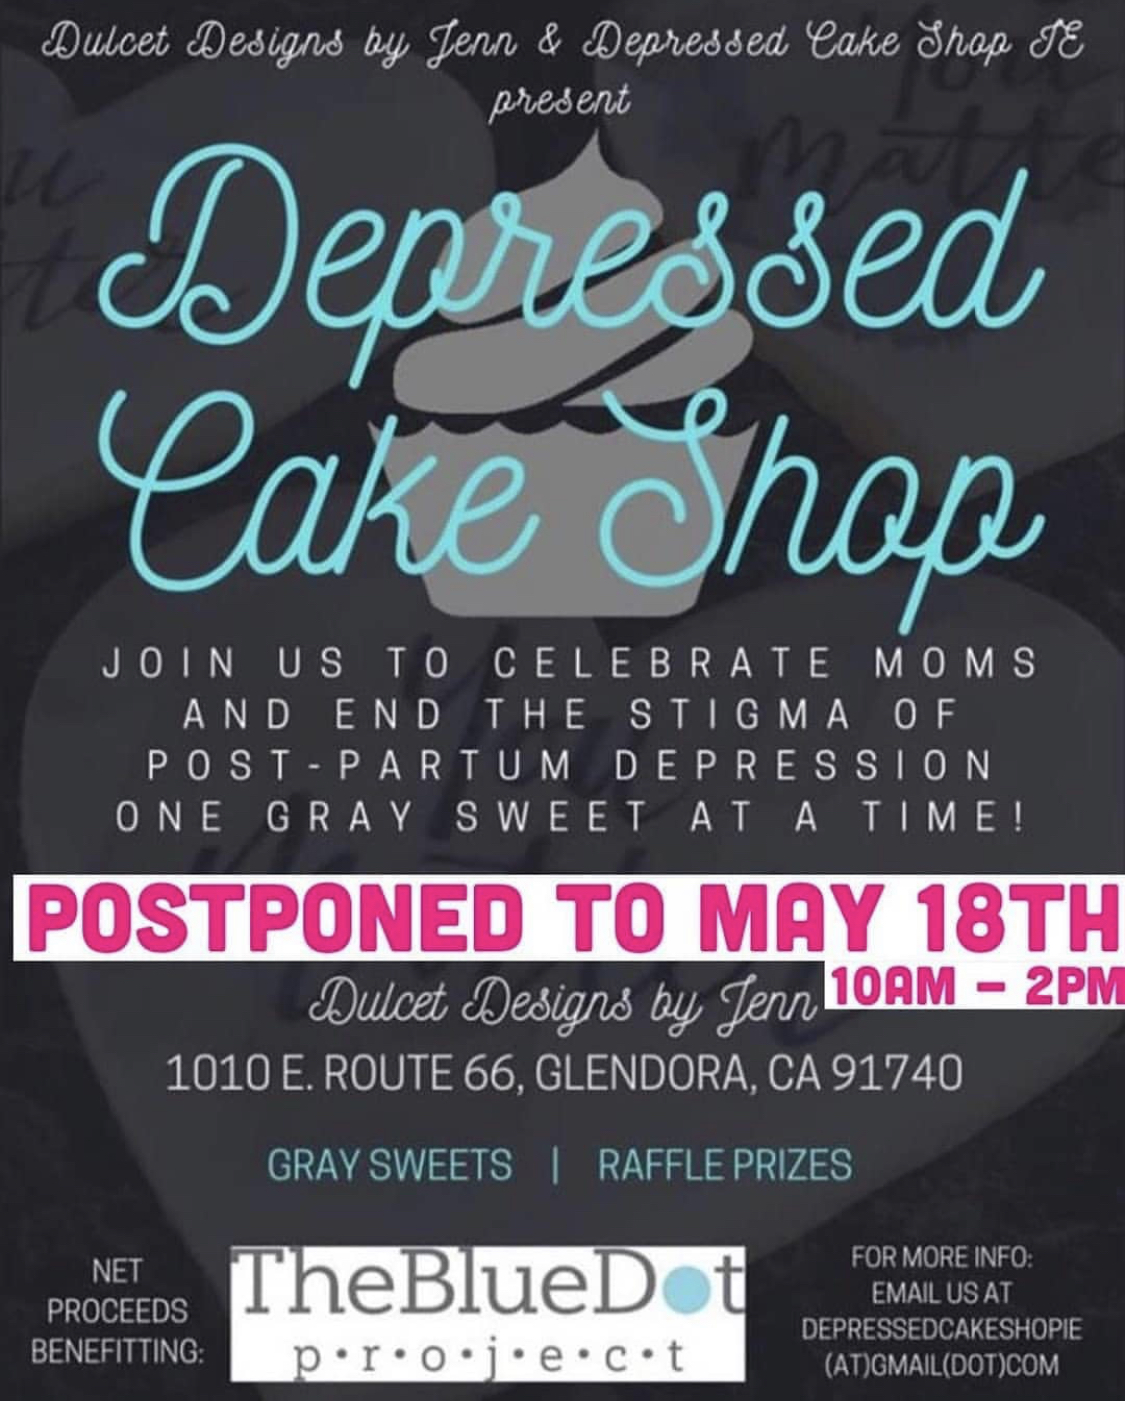 Dulcet Designs by Jenn & Depressed Cake Shop IE
present
Depressed
Cake Shop
JOIN US TO CELEBRATE MOMS
AND END THE STIGMA OF
POST-PARTUM DEPRESSION
ONE GRAY SWEET AT A TIME!
POSTPONED TO MAY 18TH
10AM – 2PM
Dulcet Designs by Jenn
1010 E. ROUTE 66, GLENDORA, CA 91740
GRAY SWEETS | RAFFLE PRIZES
NET
PROCEEDS
BENEFITTING:
TheBlueDot
p•r•o•j•e•c•t
FOR MORE INFO:
EMAIL US AT
DEPRESSEDCAKESHOPIE
(AT)GMAIL(DOT)COM